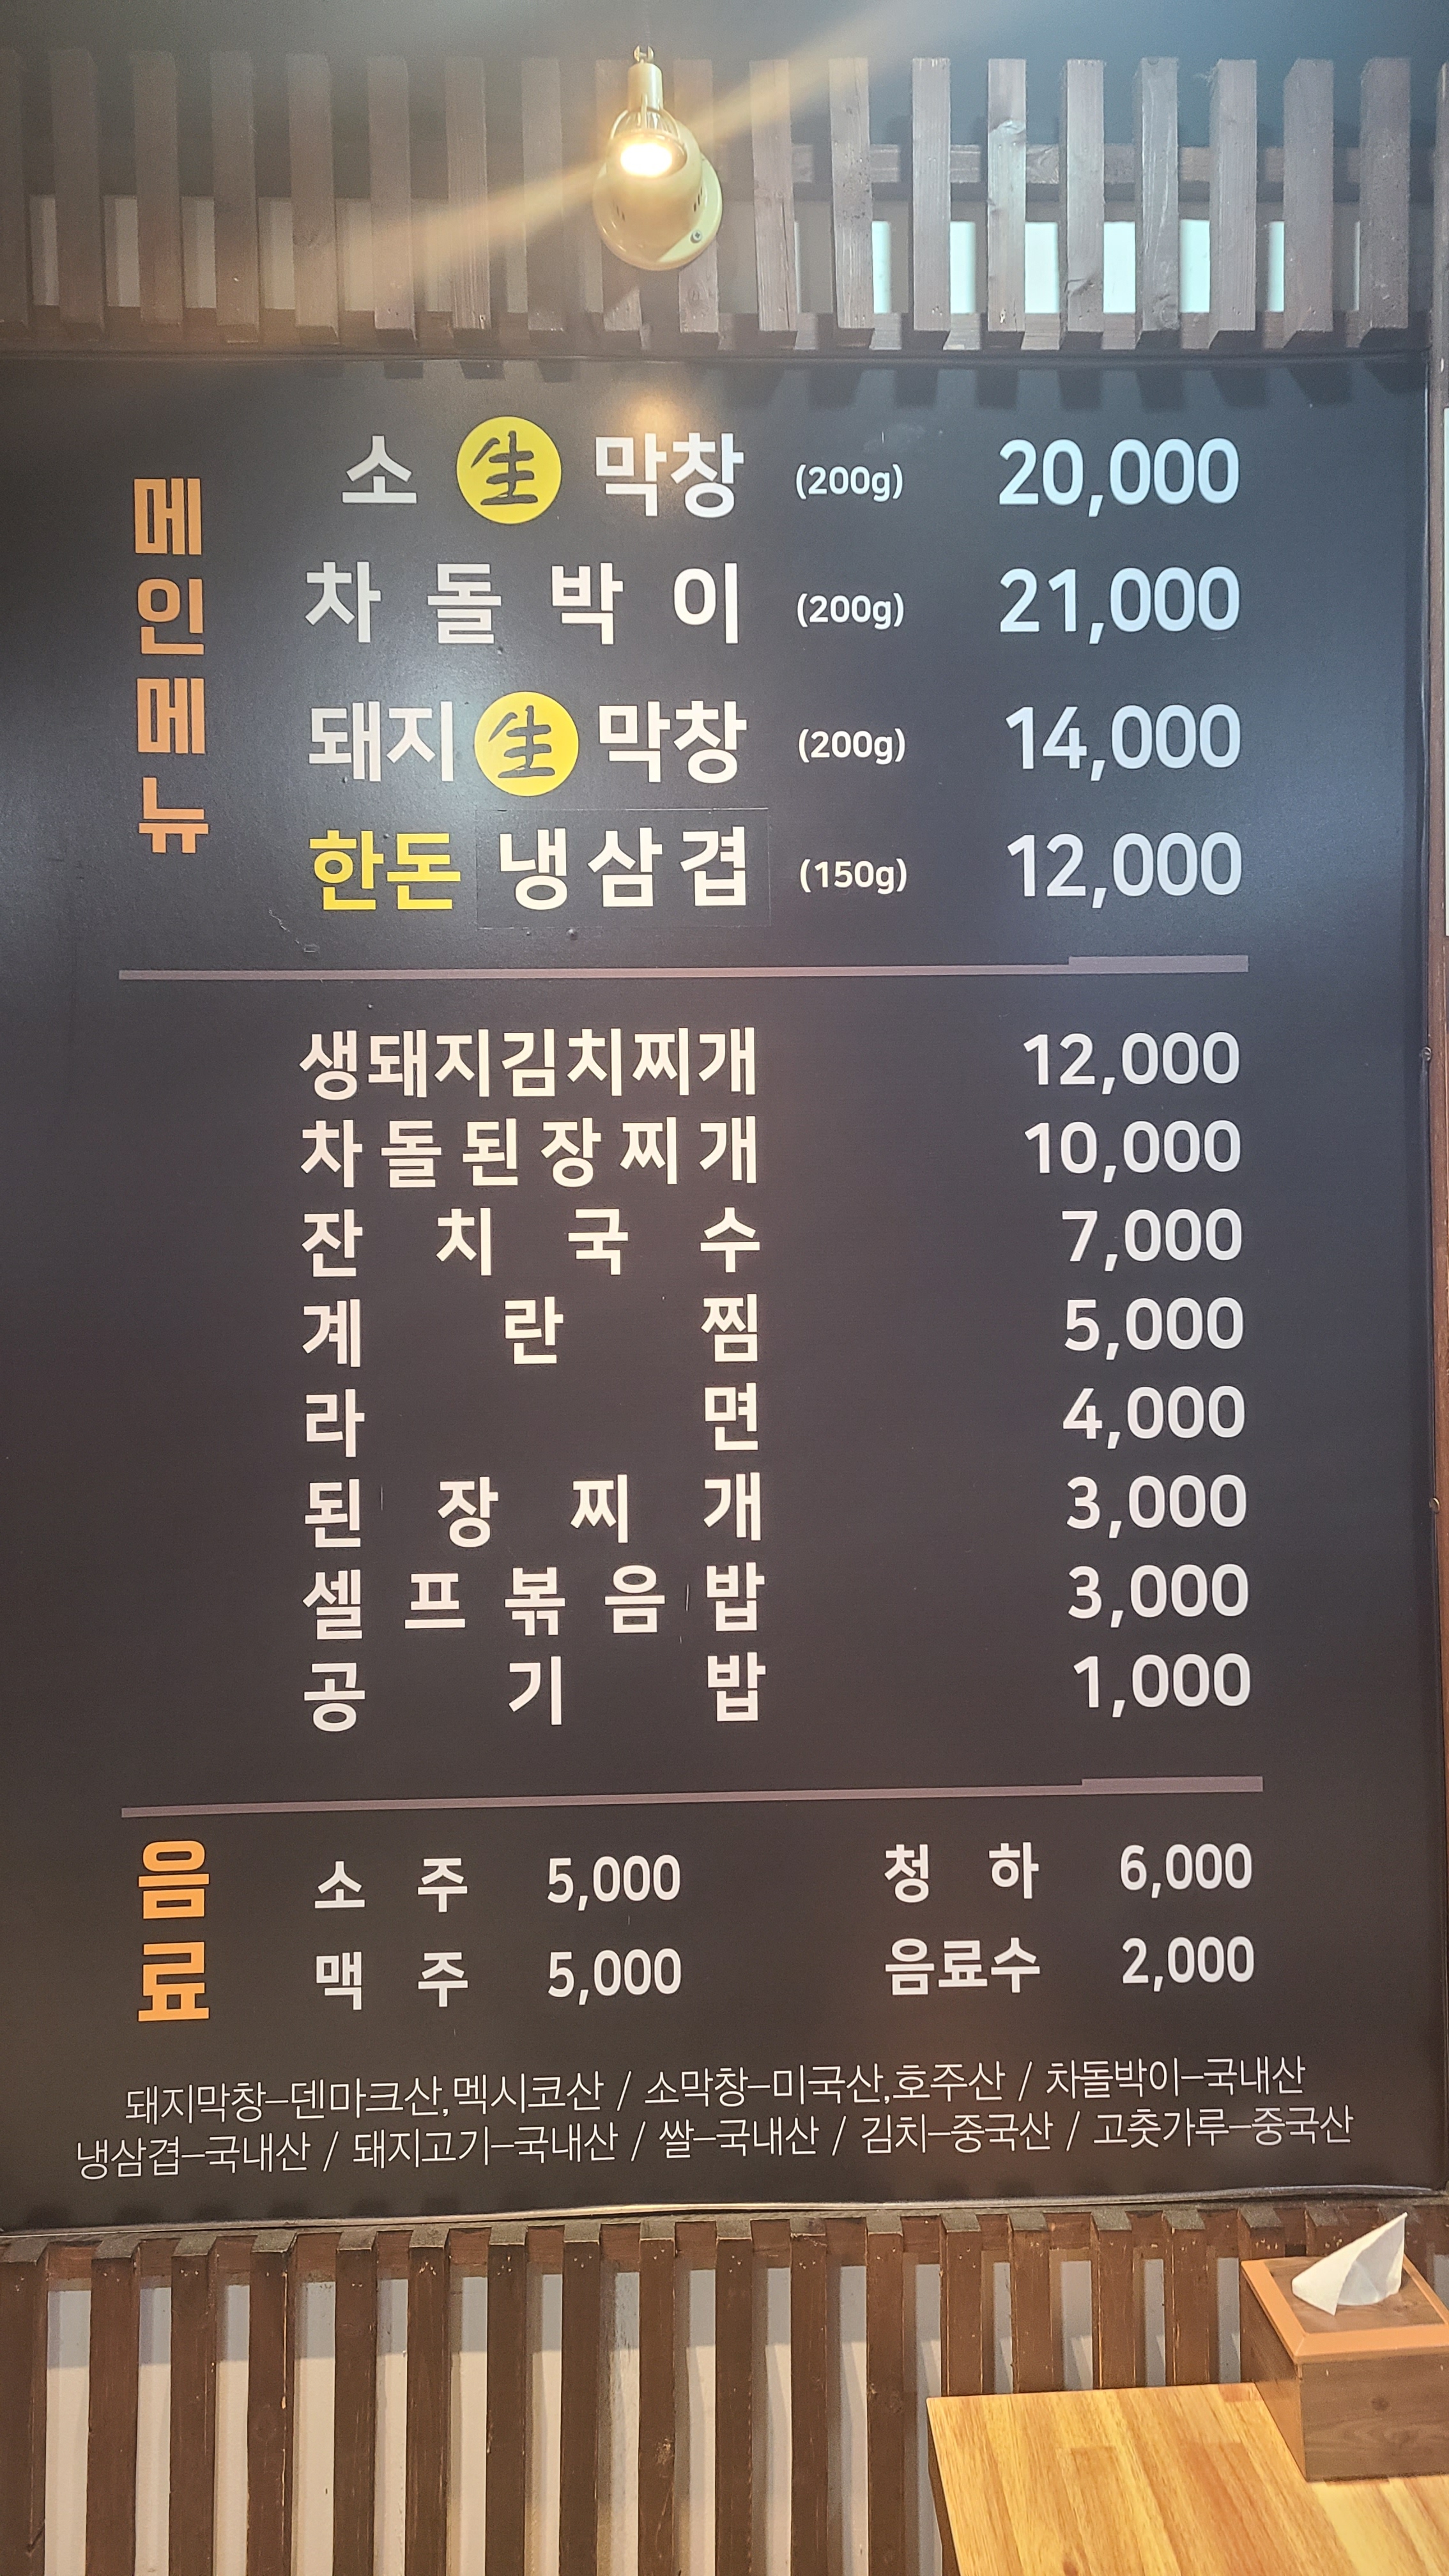 메인메뉴
소 生 막창 (200g) 20,000
차돌박이 (200g) 21,000
돼지 生 막창 (200g) 14,000
한돈 냉삼겹 (150g) 12,000
생돼지김치찌개 12,000
차돌된장찌개 10,000
잔치국수 7,000
계란찜 5,000
라면 4,000
된장찌개 3,000
셀프볶음밥 3,000
공기밥 1,000
음료
소주 5,000 청하 6,000
맥주 5,000 음료수 2,000
돼지막창-덴마크산,멕시코산 / 소막창-미국산,호주산 / 차돌박이-국내산
냉삼겹-국내산 / 돼지고기-국내산 / 쌀-국내산 / 김치-중국산 / 고춧가루-중국산